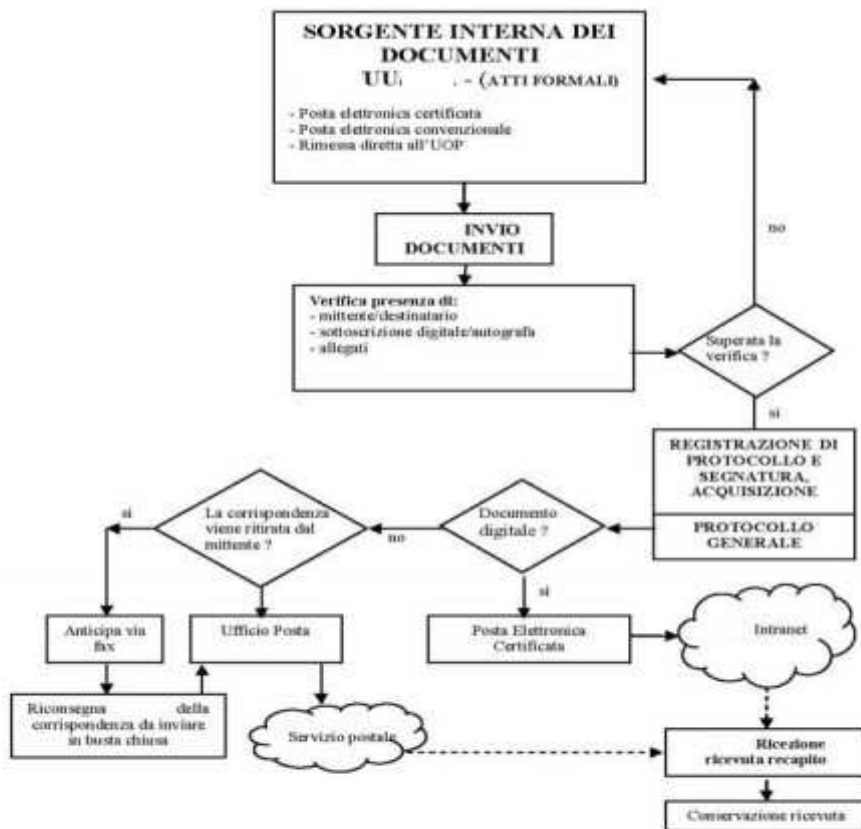 SORGENTE INTERNA DEI
DOCUMENTI
UU. - (ATTI FORMALI)
- Posta elettronica certificata
- Posta elettronica convenzionale
- Rimessa diretta all'UOP
INVIO
DOCUMENTI
no
Verifica presenza di:
- mittente/destinatario
- sottoscrizione digitale/autografa
- allegati
Superata la
verifica ?
si
REGISTRAZIONE DI
PROTOCOLLO E
SEGNATURA,
ACQUISIZIONE
PROTOCOLLO
GENERALE
Documento
digitale ?
no
La corrispondenza
viene ritirata dal
mittente ?
si
si
Anticipa via
fax
Ufficio Posta
Posta Elettronica
Certificata
Intranet
Riconsegna della
corrispondenza da inviare
su busta chiusa
Servizio postale
Ricezione
ricevuta recapito
Conservazione ricevuta